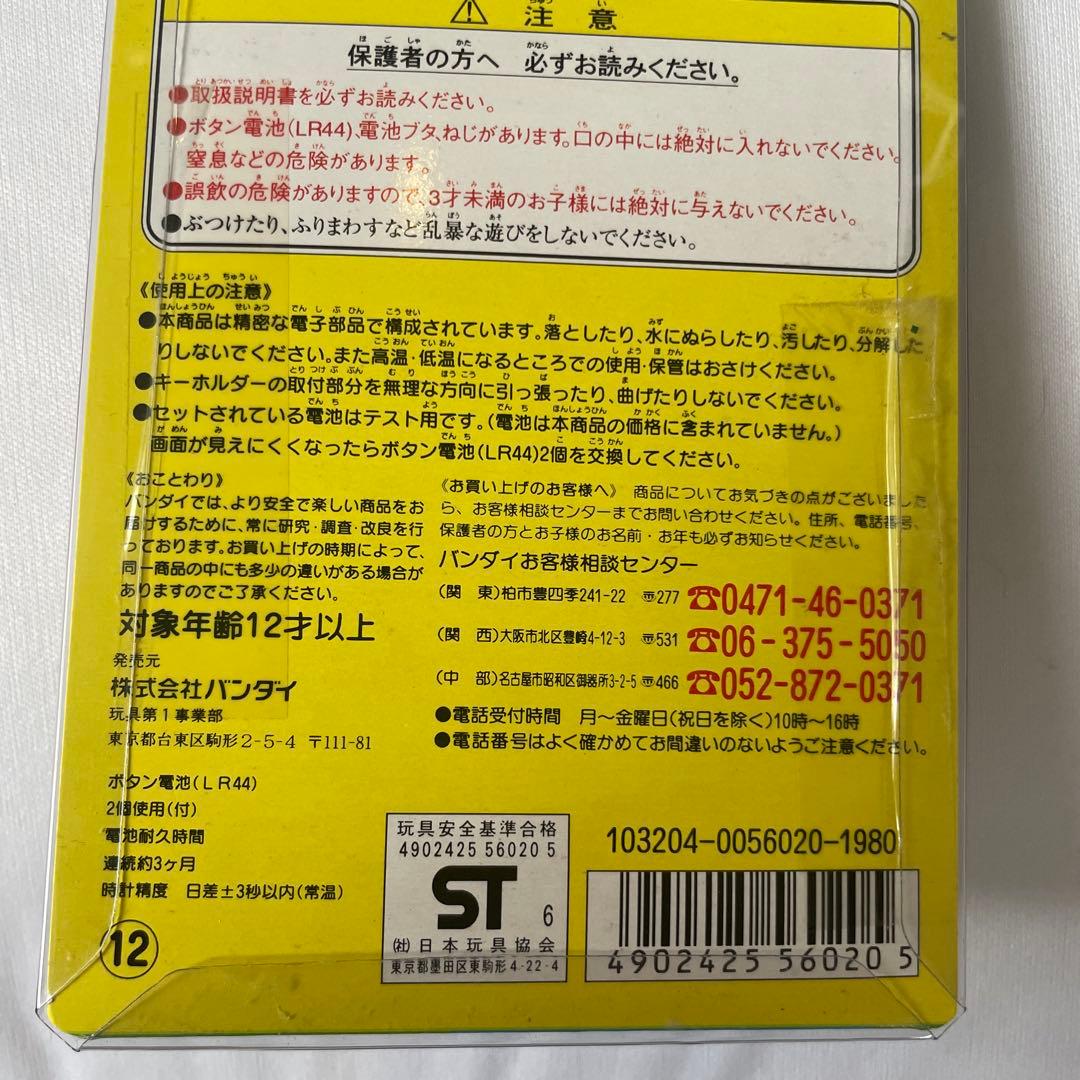 ⚠ 注意
保護者の方へ 必ずお読みください。
●取扱説明書を必ずお読みください。
●ボタン電池(LR44)、電池ブタ、ねじがあります。口の中には絶対に入れないでください。
窒息などの危険があります。
●誤飲の危険がありますので、3才未満のお子様には絶対に与えないでください。
●ぶつけたり、ふりまわすなど乱暴な遊びをしないでください。
《使用上の注意》
●本商品は精密な電子部品で構成されています。落としたり、水にぬらしたり、汚したり、分解した
りしないでください。また高温・低温になるところでの使用・保管はおさけください。
●キーホルダーの取付部分を無理な方向に引っ張ったり、曲げたりしないでください。
●セットされている電池はテスト用です。(電池は本商品の価格に含まれていません。)
画面が見えにくくなったらボタン電池(LR44)2個を交換してください。
《おことわり》
バンダイでは、より安全で楽しい商品をお
届けするために、常に研究・調査・改良を行
っております。お買い上げの時期によって、
同一商品の中にも多少の違いがある場合が
ありますのでご了承ください。
対象年齢12才以上
発売元
株式会社バンダイ
玩具第1事業部
東京都台東区駒形2-5-4 〒111-81
《お買い上げのお客様へ》 商品についてお気づきの点がございました
ら、お客様相談センターまでお問い合わせください。住所、電話番号、
保護者の方とお子様のお名前・お年も必ずお知らせください。
バンダイお客様相談センター
(関 東)柏市豊四季241-22 〠277 ☎0471-46-0371
(関 西)大阪市北区豊崎4-12-3 〠531 ☎06-375-5050
(中 部)名古屋市昭和区御器所3-2-5 〠466 ☎052-872-0371
●電話受付時間 月～金曜日(祝日を除く)10時～16時
●電話番号はよく確かめてお間違いのないようご注意ください。
ボタン電池(LR44)
2個使用(付)
電池耐久時間
連続約3ヶ月
時計精度 日差±3秒以内(常温)
12
玩具安全基準合格
4902425 56020 5
ST 6
(社)日本玩具協会
東京都墨田区東駒形4-22-4
103204-0056020-1980
4902425 56020 5